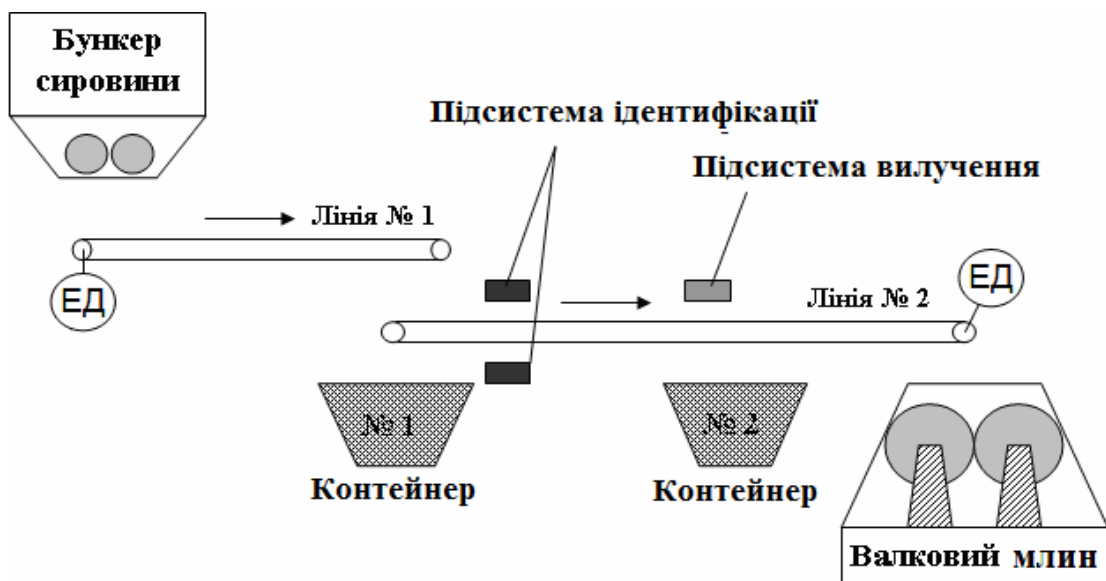 Бункер
сировини
Підсистема ідентифікації
Підсистема вилучення
Лінія № 1
ЕД
ЕД
Лінія № 2
№ 1
№ 2
Контейнер
Контейнер
Валковий млин